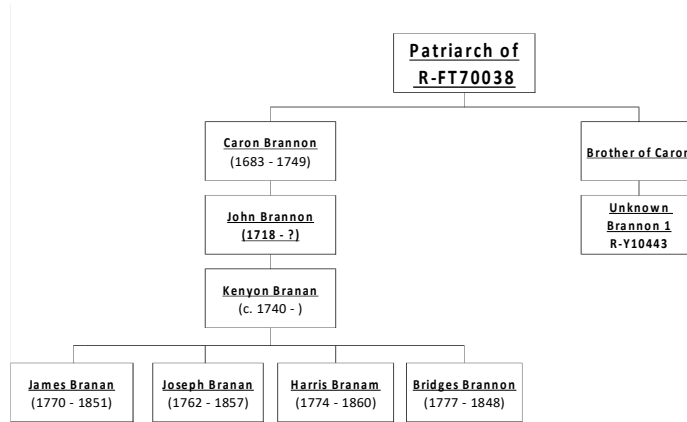 Patriarch of
R-FT70038
Caron Brannon
(1683 - 1749)
Brother of Caron
John Brannon
(1718 - ?)
Unknown
Brannon 1
R-Y10443
Kenyon Branan
(c. 1740 - )
James Branan
(1770 - 1851)
Joseph Branan
(1762 - 1857)
Harris Branam
(1774 - 1860)
Bridges Brannon
(1777 - 1848)